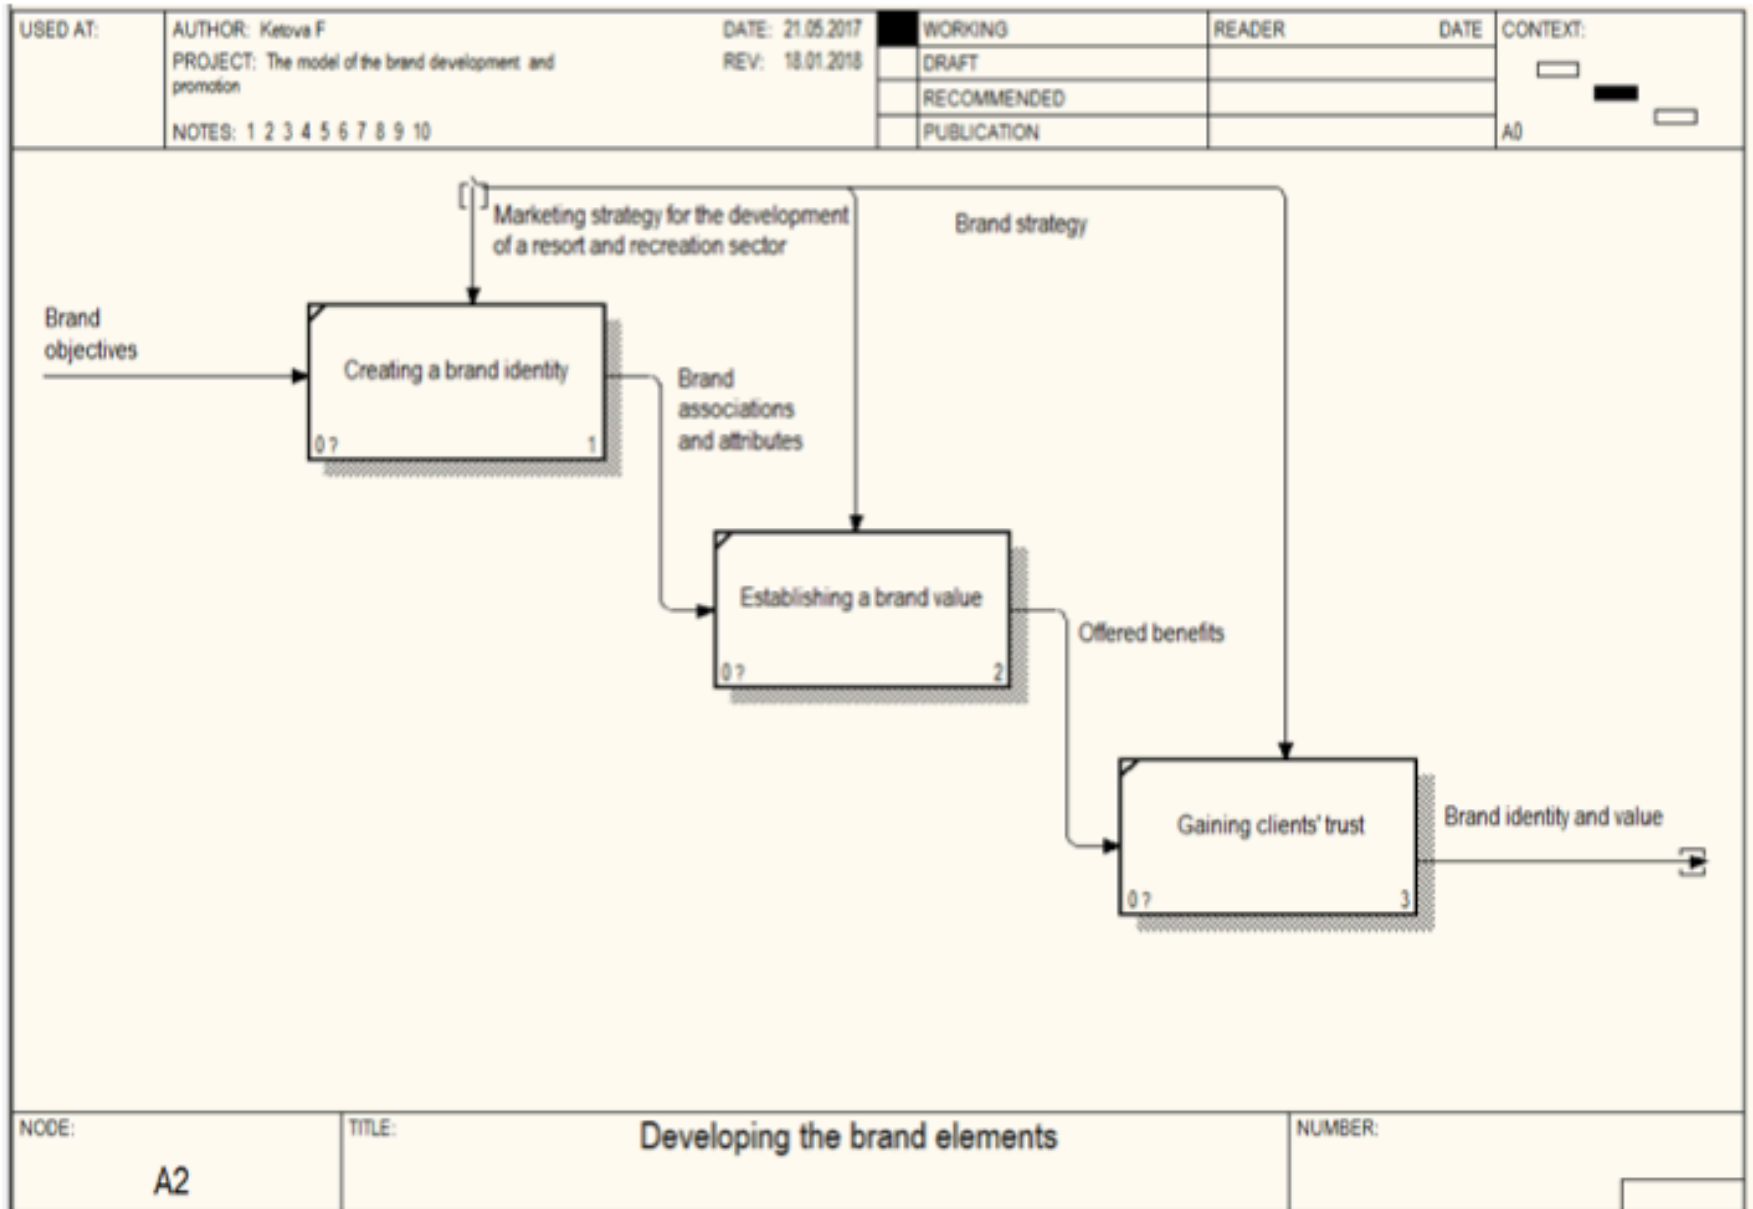 USED AT:
AUTHOR: Ketova F
DATE: 21.05.2017
PROJECT: The model of the brand development and
promotion
REV: 18.01.2018
NOTES: 1 2 3 4 5 6 7 8 9 10
WORKING
DRAFT
RECOMMENDED
PUBLICATION
READER DATE
CONTEXT:
A0
Marketing strategy for the development
of a resort and recreation sector
Brand strategy
Brand
objectives
Creating a brand identity
0 ? 1
Brand
associations
and attributes
Establishing a brand value
0 ? 2
Offered benefits
Gaining clients' trust
0 ? 3
Brand identity and value
NODE:
A2
TITLE:
Developing the brand elements
NUMBER: